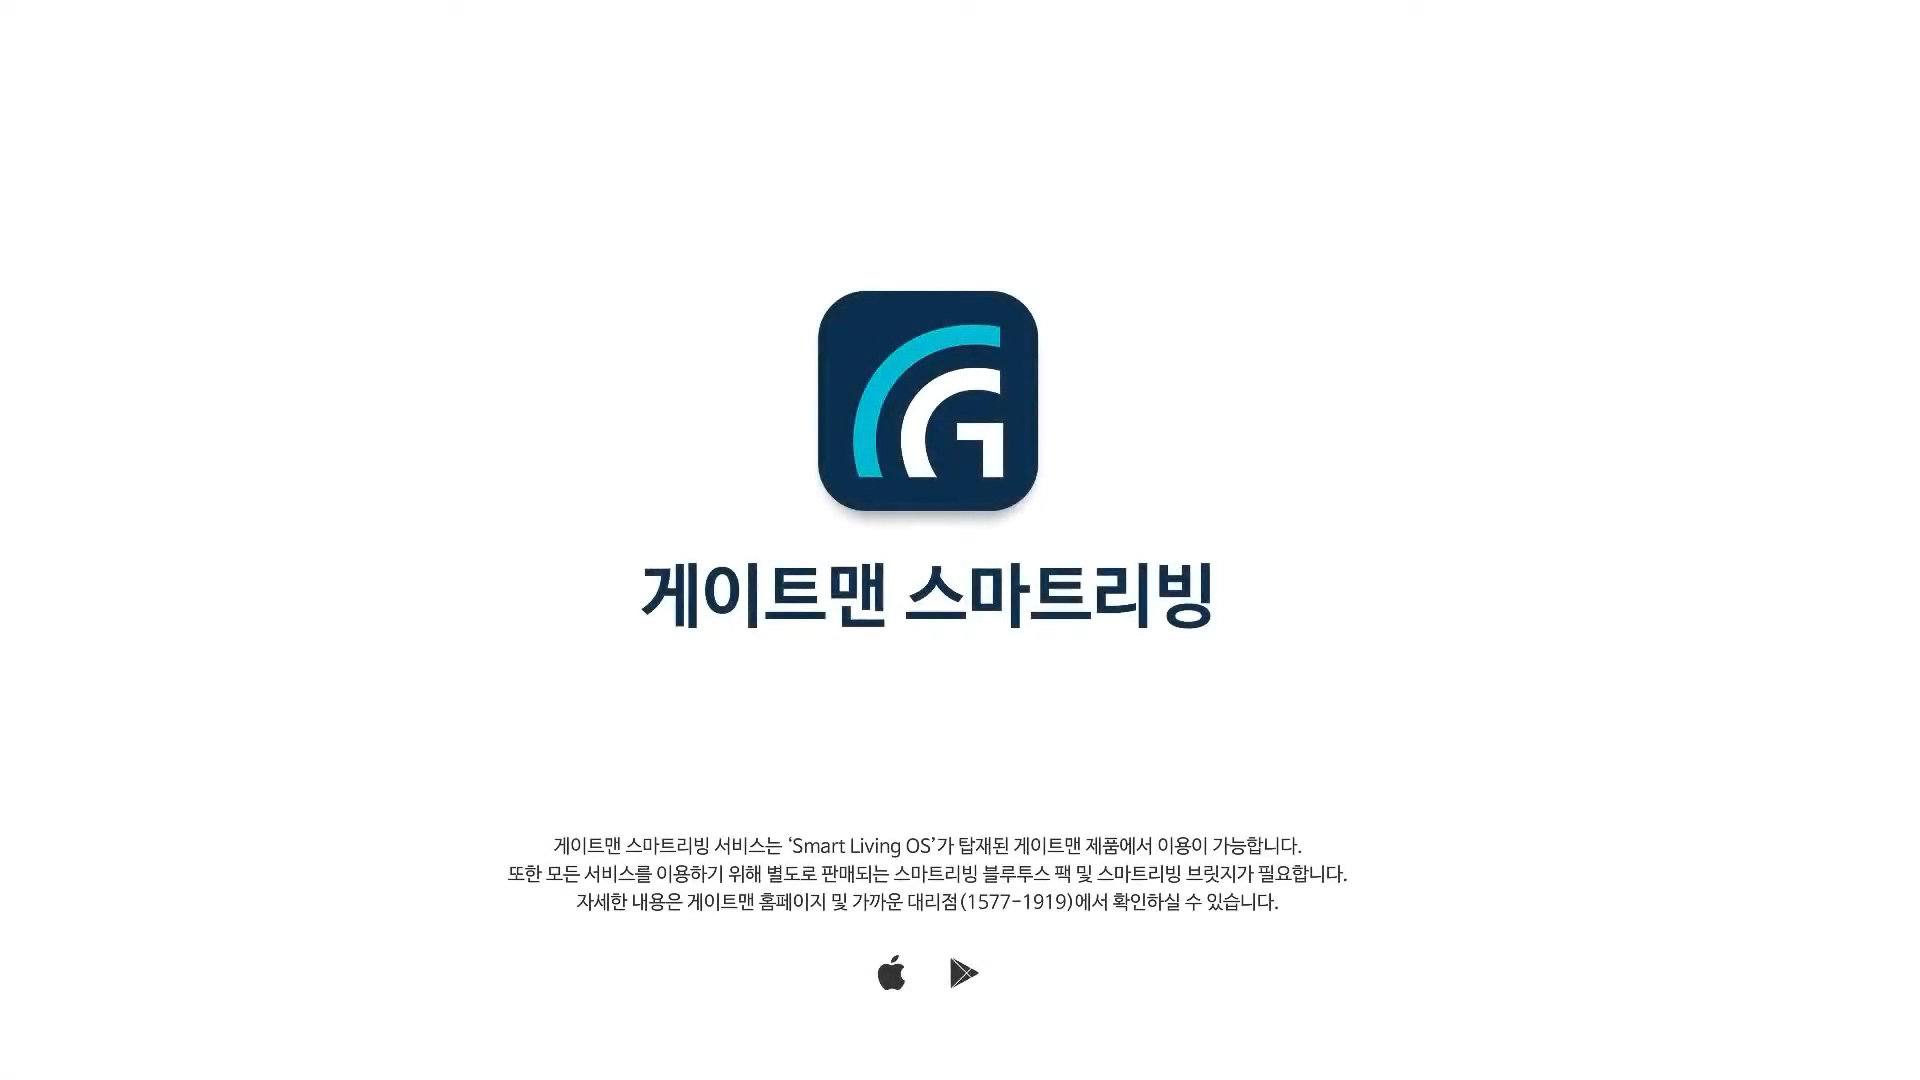 G
게이트맨 스마트리빙
게이트맨 스마트리빙 서비스는 ‘Smart Living OS’가 탑재된 게이트맨 제품에서 이용이 가능합니다.
또한 모든 서비스를 이용하기 위해 별도로 판매되는 스마트리빙 블루투스 팩 및 스마트리빙 브릿지가 필요합니다.
자세한 내용은 게이트맨 홈페이지 및 가까운 대리점(1577-1919)에서 확인하실 수 있습니다.